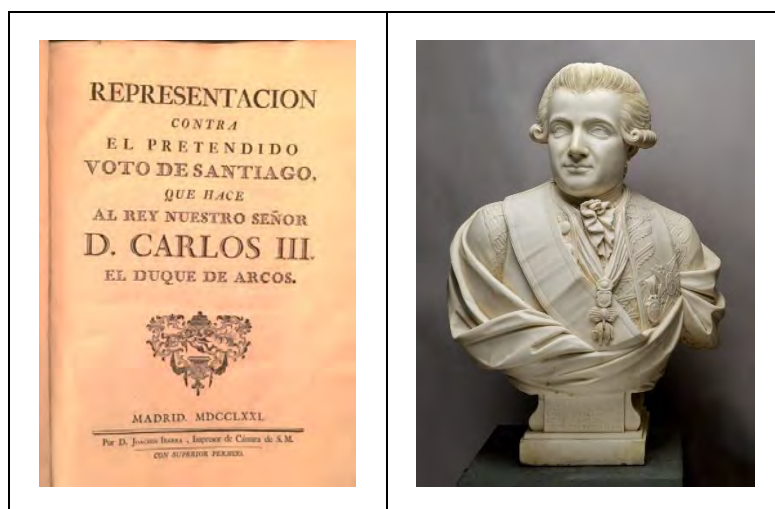 REPRESENTACION
CONTRA
EL PRETENDIDO
VOTO DE SANTIAGO,
QUE HACE
AL REY NUESTRO SEÑOR
D. CARLOS III.
EL DUQUE DE ARCOS.
MADRID. MDCCLXXI.
Por D. JOACHIN IBARRA, Impresor de Cámara de S. M.
CON SUPERIOR PERMISO.